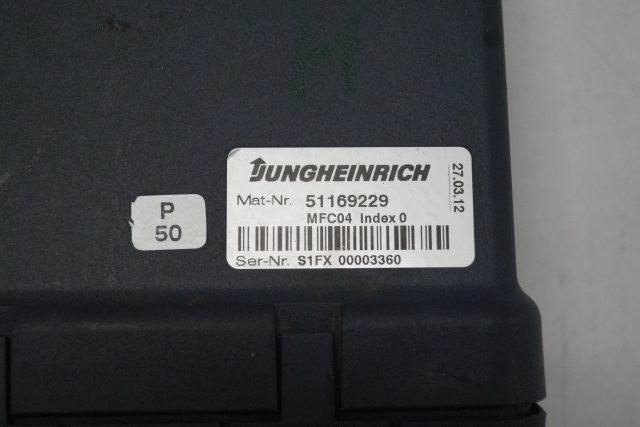 M
JUNGHEINRICH
Mat-Nr. 51169229
MFC04 Index 0
Ser-Nr. S1FX 00003360
27.03.12
P
50